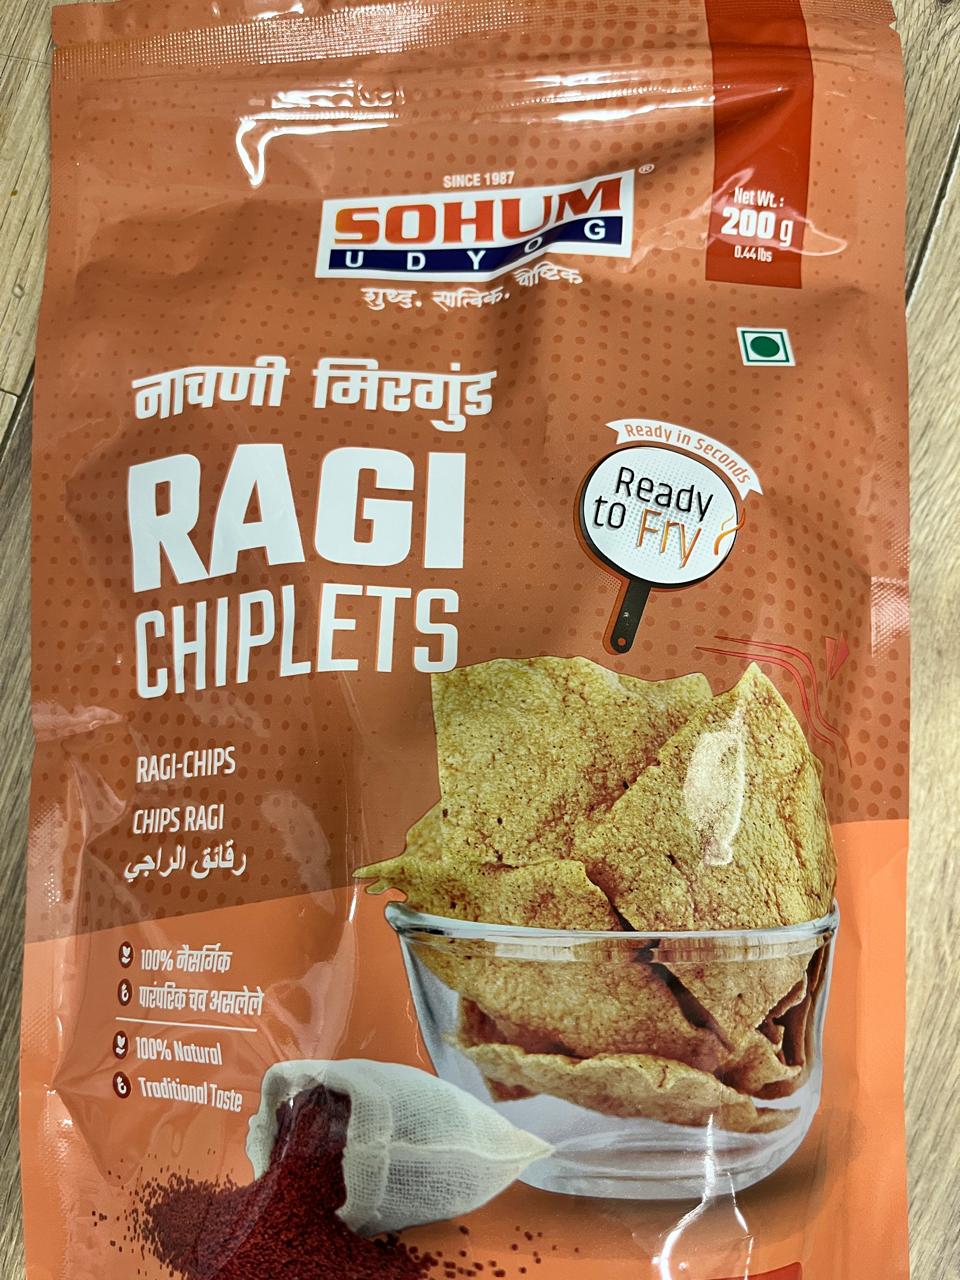 SINCE 1987
SOHUM®
UDYOG
शुध्द. सात्विक. पौष्टिक
Net Wt.:
200 g
0.44 lbs
नाचणी मिरगुंड
RAGI
CHIPLETS
Ready in Seconds
Ready
to Fry
RAGI-CHIPS
CHIPS RAGI
رقائق الراجي
100% नैसर्गिक
पारंपरिक चव असलेले
100% Natural
Traditional Taste